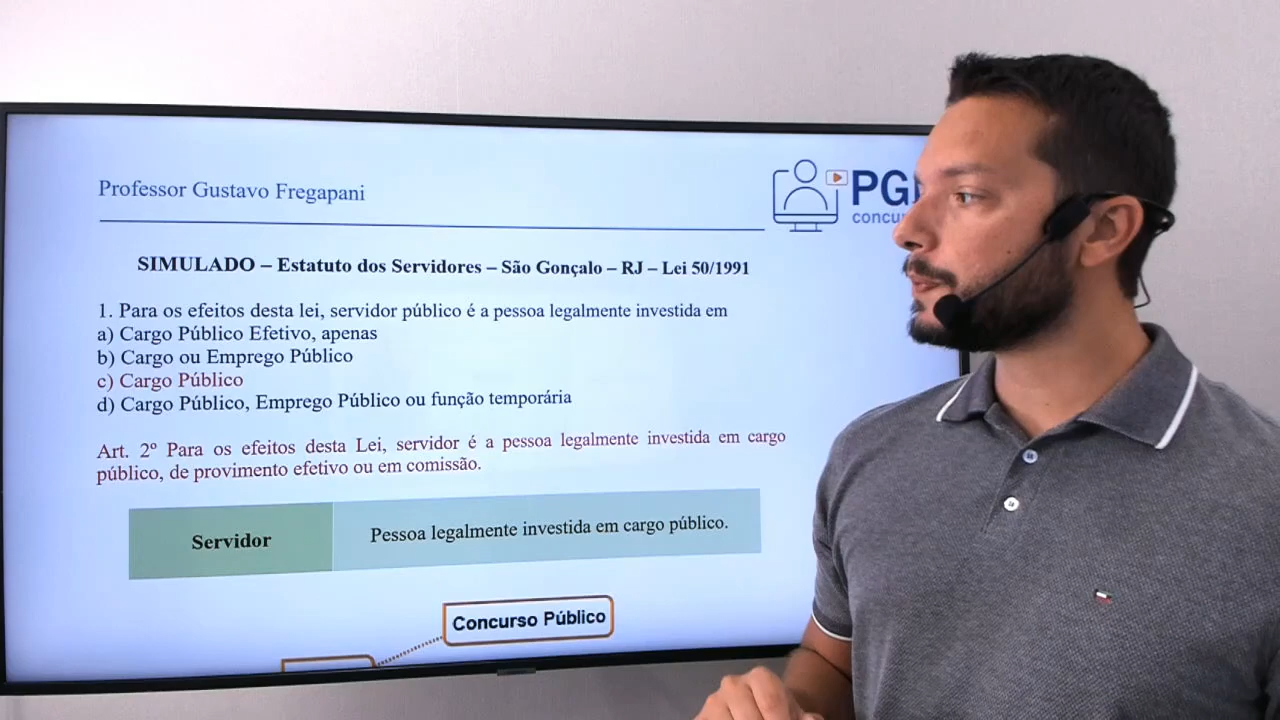 Professor Gustavo Fregapani
SIMULADO – Estatuto dos Servidores – São Gonçalo – RJ – Lei 50/1991
1. Para os efeitos desta lei, servidor público é a pessoa legalmente investida em
a) Cargo Público Efetivo, apenas
b) Cargo ou Emprego Público
c) Cargo Público
d) Cargo Público, Emprego Público ou função temporária
Art. 2º Para os efeitos desta Lei, servidor é a pessoa legalmente investida em cargo
público, de provimento efetivo ou em comissão.
Servidor
Pessoa legalmente investida em cargo público.
Concurso Público